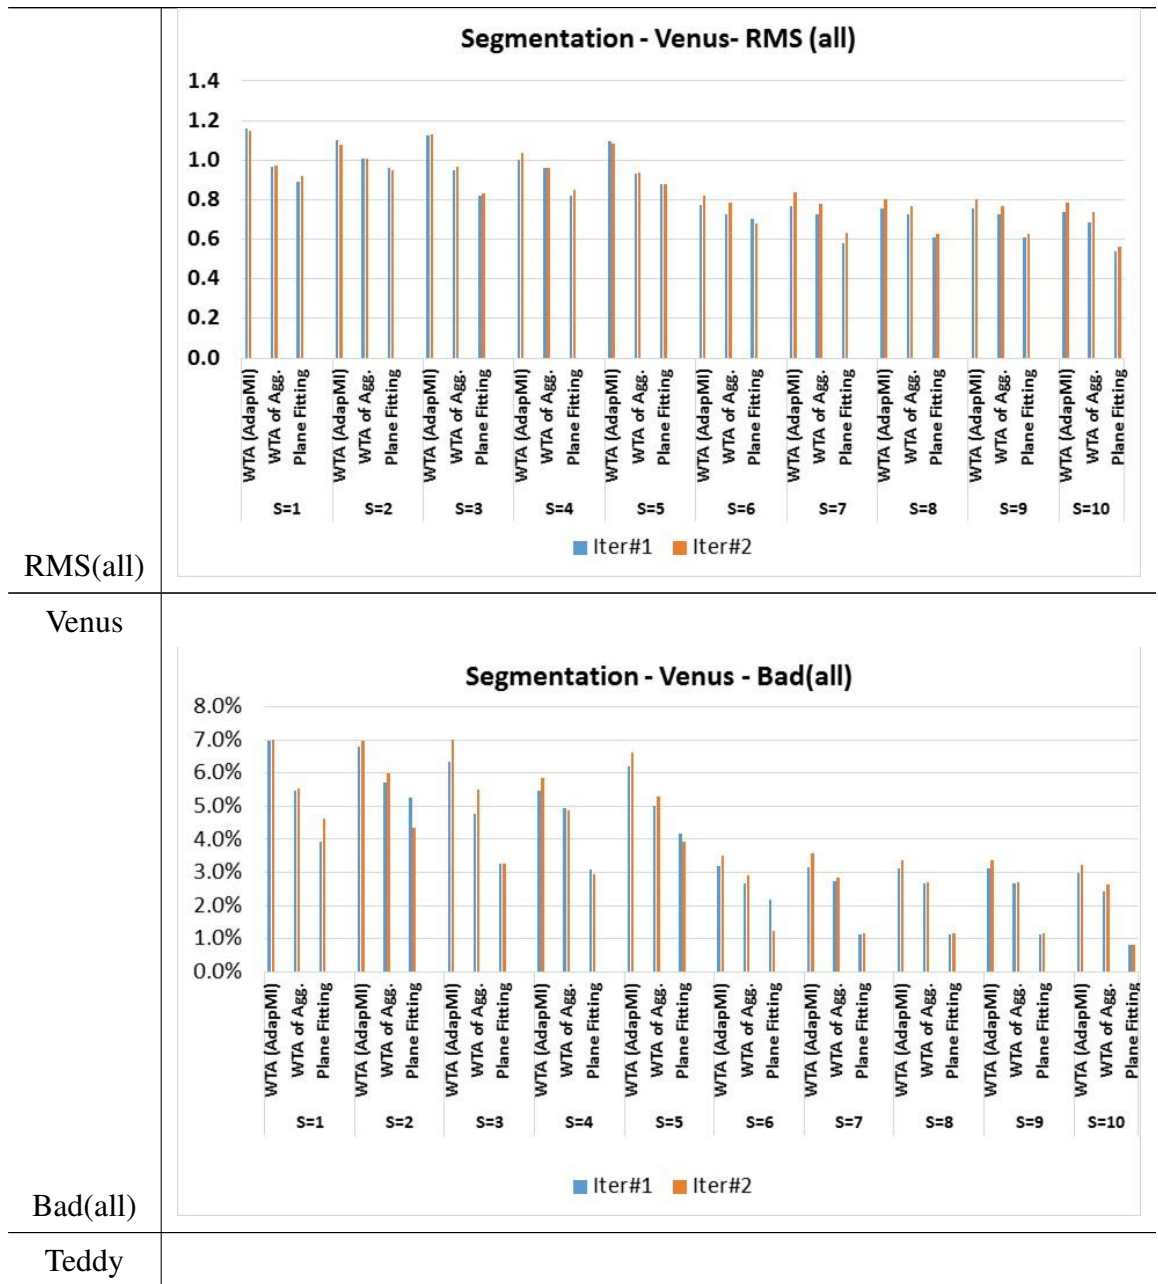 Segmentation - Venus- RMS (all)
1.4
1.2
1.0
0.8
0.6
0.4
0.2
0.0
WTA (AdapMI)
WTA of Agg.
Plane Fitting
WTA (AdapMI)
WTA of Agg.
Plane Fitting
WTA (AdapMI)
WTA of Agg.
Plane Fitting
WTA (AdapMI)
WTA of Agg.
Plane Fitting
WTA (AdapMI)
WTA of Agg.
Plane Fitting
WTA (AdapMI)
WTA of Agg.
Plane Fitting
WTA (AdapMI)
WTA of Agg.
Plane Fitting
WTA (AdapMI)
WTA of Agg.
Plane Fitting
WTA (AdapMI)
WTA of Agg.
Plane Fitting
WTA (AdapMI)
WTA of Agg.
Plane Fitting
S=1 S=2 S=3 S=4 S=5 S=6 S=7 S=8 S=9 S=10
Iter#1 Iter#2
RMS(all)
Venus
Segmentation - Venus - Bad(all)
8.0%
7.0%
6.0%
5.0%
4.0%
3.0%
2.0%
1.0%
0.0%
WTA (AdapMI)
WTA of Agg.
Plane Fitting
WTA (AdapMI)
WTA of Agg.
Plane Fitting
WTA (AdapMI)
WTA of Agg.
Plane Fitting
WTA (AdapMI)
WTA of Agg.
Plane Fitting
WTA (AdapMI)
WTA of Agg.
Plane Fitting
WTA (AdapMI)
WTA of Agg.
Plane Fitting
WTA (AdapMI)
WTA of Agg.
Plane Fitting
WTA (AdapMI)
WTA of Agg.
Plane Fitting
WTA (AdapMI)
WTA of Agg.
Plane Fitting
WTA (AdapMI)
WTA of Agg.
Plane Fitting
S=1 S=2 S=3 S=4 S=5 S=6 S=7 S=8 S=9 S=10
Iter#1 Iter#2
Bad(all)
Teddy